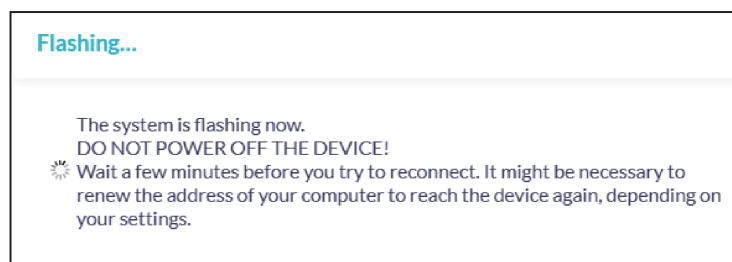 Flashing...
The system is flashing now.
DO NOT POWER OFF THE DEVICE!
Wait a few minutes before you try to reconnect. It might be necessary to
renew the address of your computer to reach the device again, depending on
your settings.